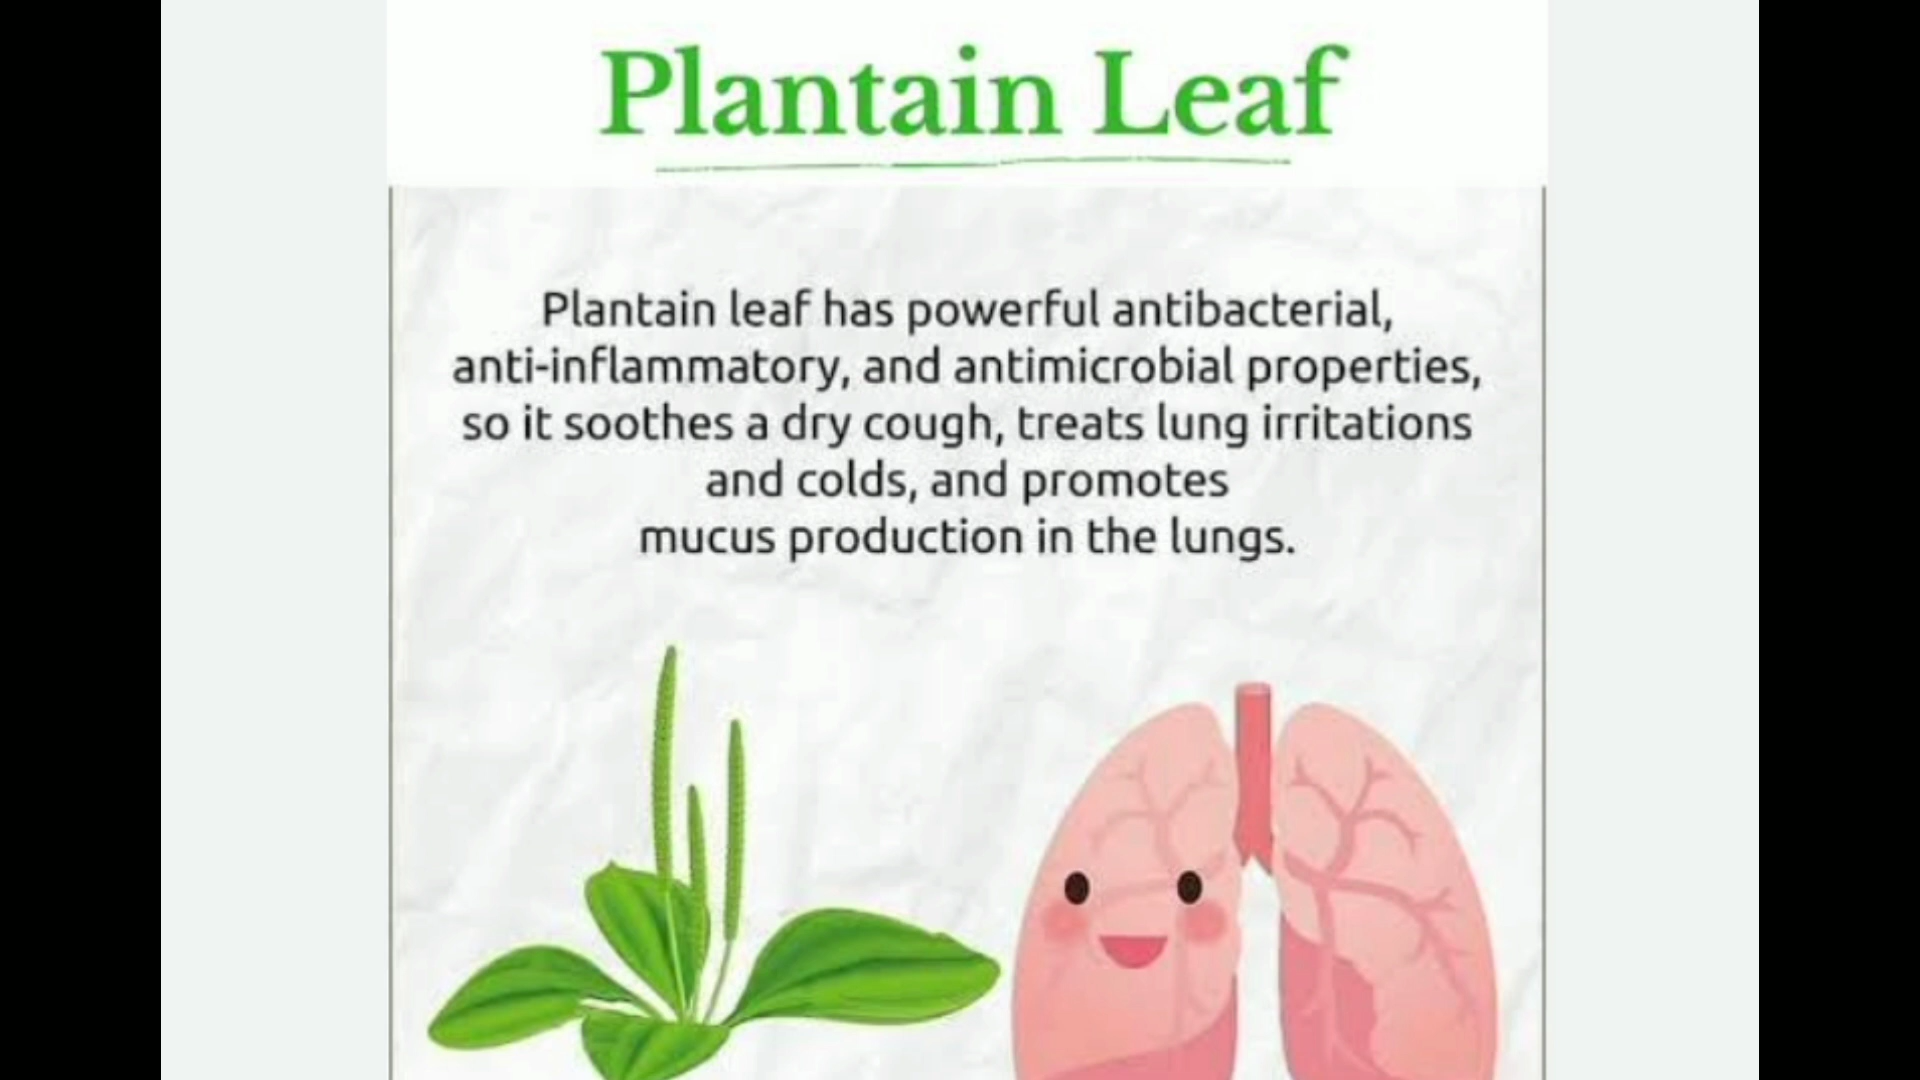 Plantain Leaf
Plantain leaf has powerful antibacterial,
anti-inflammatory, and antimicrobial properties,
so it soothes a dry cough, treats lung irritations
and colds, and promotes
mucus production in the lungs.